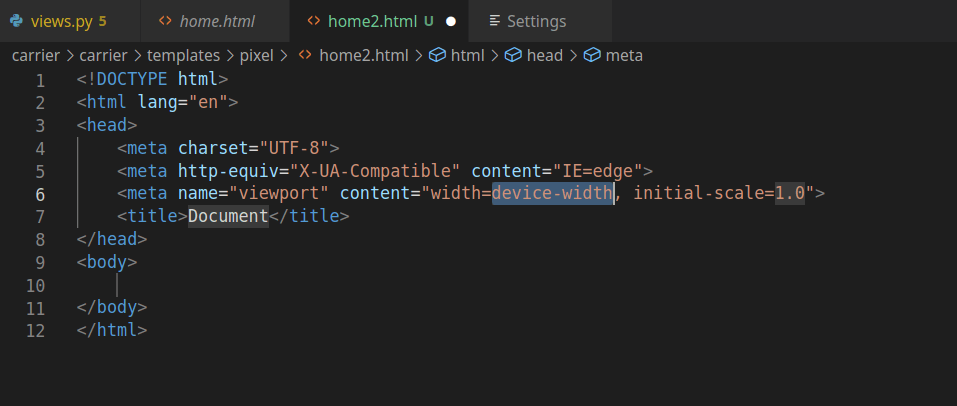 views.py 5 home.html home2.html U Settings
carrier > carrier > templates > pixel > home2.html > html > head > meta
1 <!DOCTYPE html>
2 <html lang="en">
3 <head>
4     <meta charset="UTF-8">
5     <meta http-equiv="X-UA-Compatible" content="IE=edge">
6     <meta name="viewport" content="width=device-width, initial-scale=1.0">
7     <title>Document</title>
8 </head>
9 <body>
10
11 </body>
12 </html>